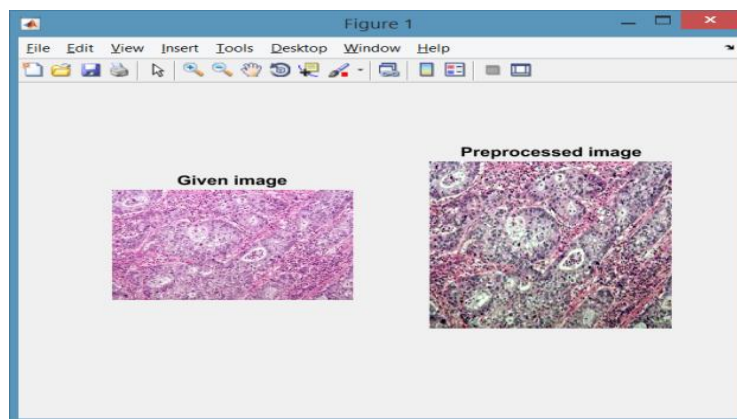 Figure 1
File Edit View Insert Tools Desktop Window Help
Preprocessed image
Given image